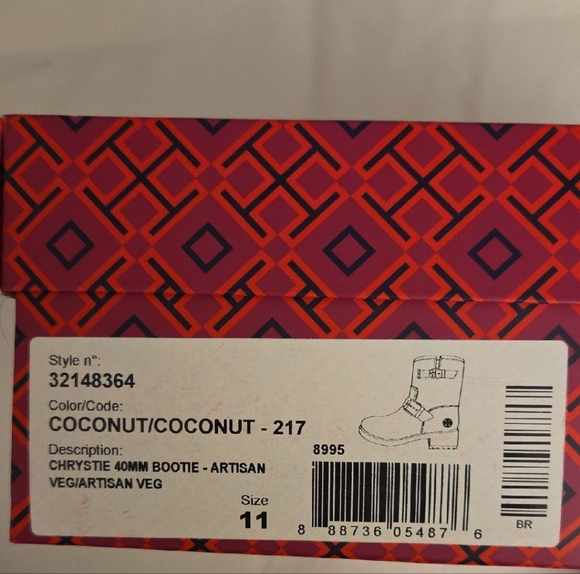 Style n°:
32148364
Color/Code:
COCONUT/COCONUT - 217
Description:
CHRYSTIE 40MM BOOTIE - ARTISAN
VEG/ARTISAN VEG
Size
11
8995
8 88736 05487 6
BR